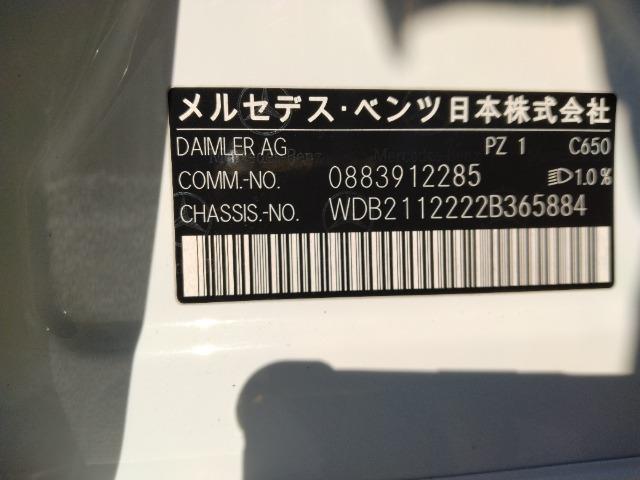 メルセデス・ベンツ日本株式会社
DAIMLER AG PZ 1 C650
COMM.-NO. 0883912285 1.0%
CHASSIS.-NO. WDB2112222B365884